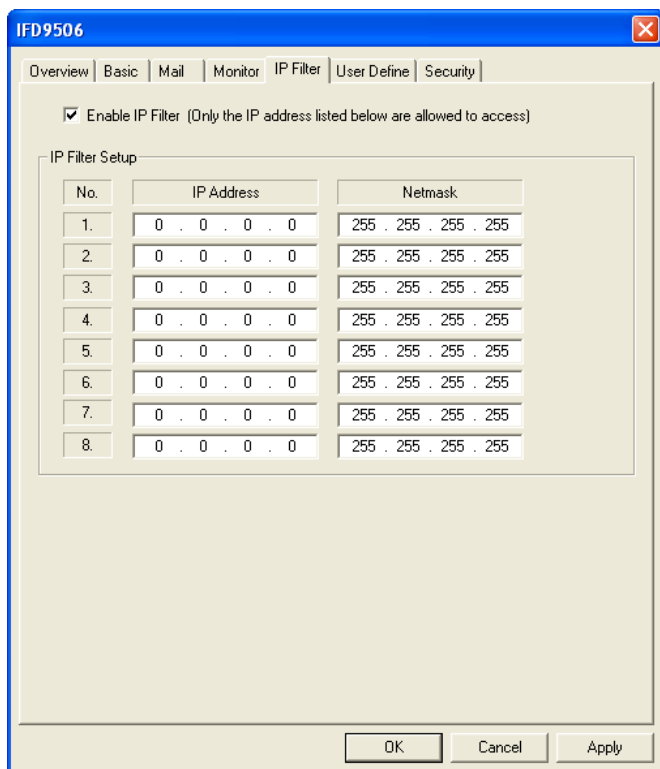 IFD9506
Overview Basic Mail Monitor IP Filter User Define Security
Enable IP Filter (Only the IP address listed below are allowed to access)
IP Filter Setup
No. IP Address Netmask
1. 0 . 0 . 0 . 0 255 . 255 . 255 . 255
2. 0 . 0 . 0 . 0 255 . 255 . 255 . 255
3. 0 . 0 . 0 . 0 255 . 255 . 255 . 255
4. 0 . 0 . 0 . 0 255 . 255 . 255 . 255
5. 0 . 0 . 0 . 0 255 . 255 . 255 . 255
6. 0 . 0 . 0 . 0 255 . 255 . 255 . 255
7. 0 . 0 . 0 . 0 255 . 255 . 255 . 255
8. 0 . 0 . 0 . 0 255 . 255 . 255 . 255
OK Cancel Apply